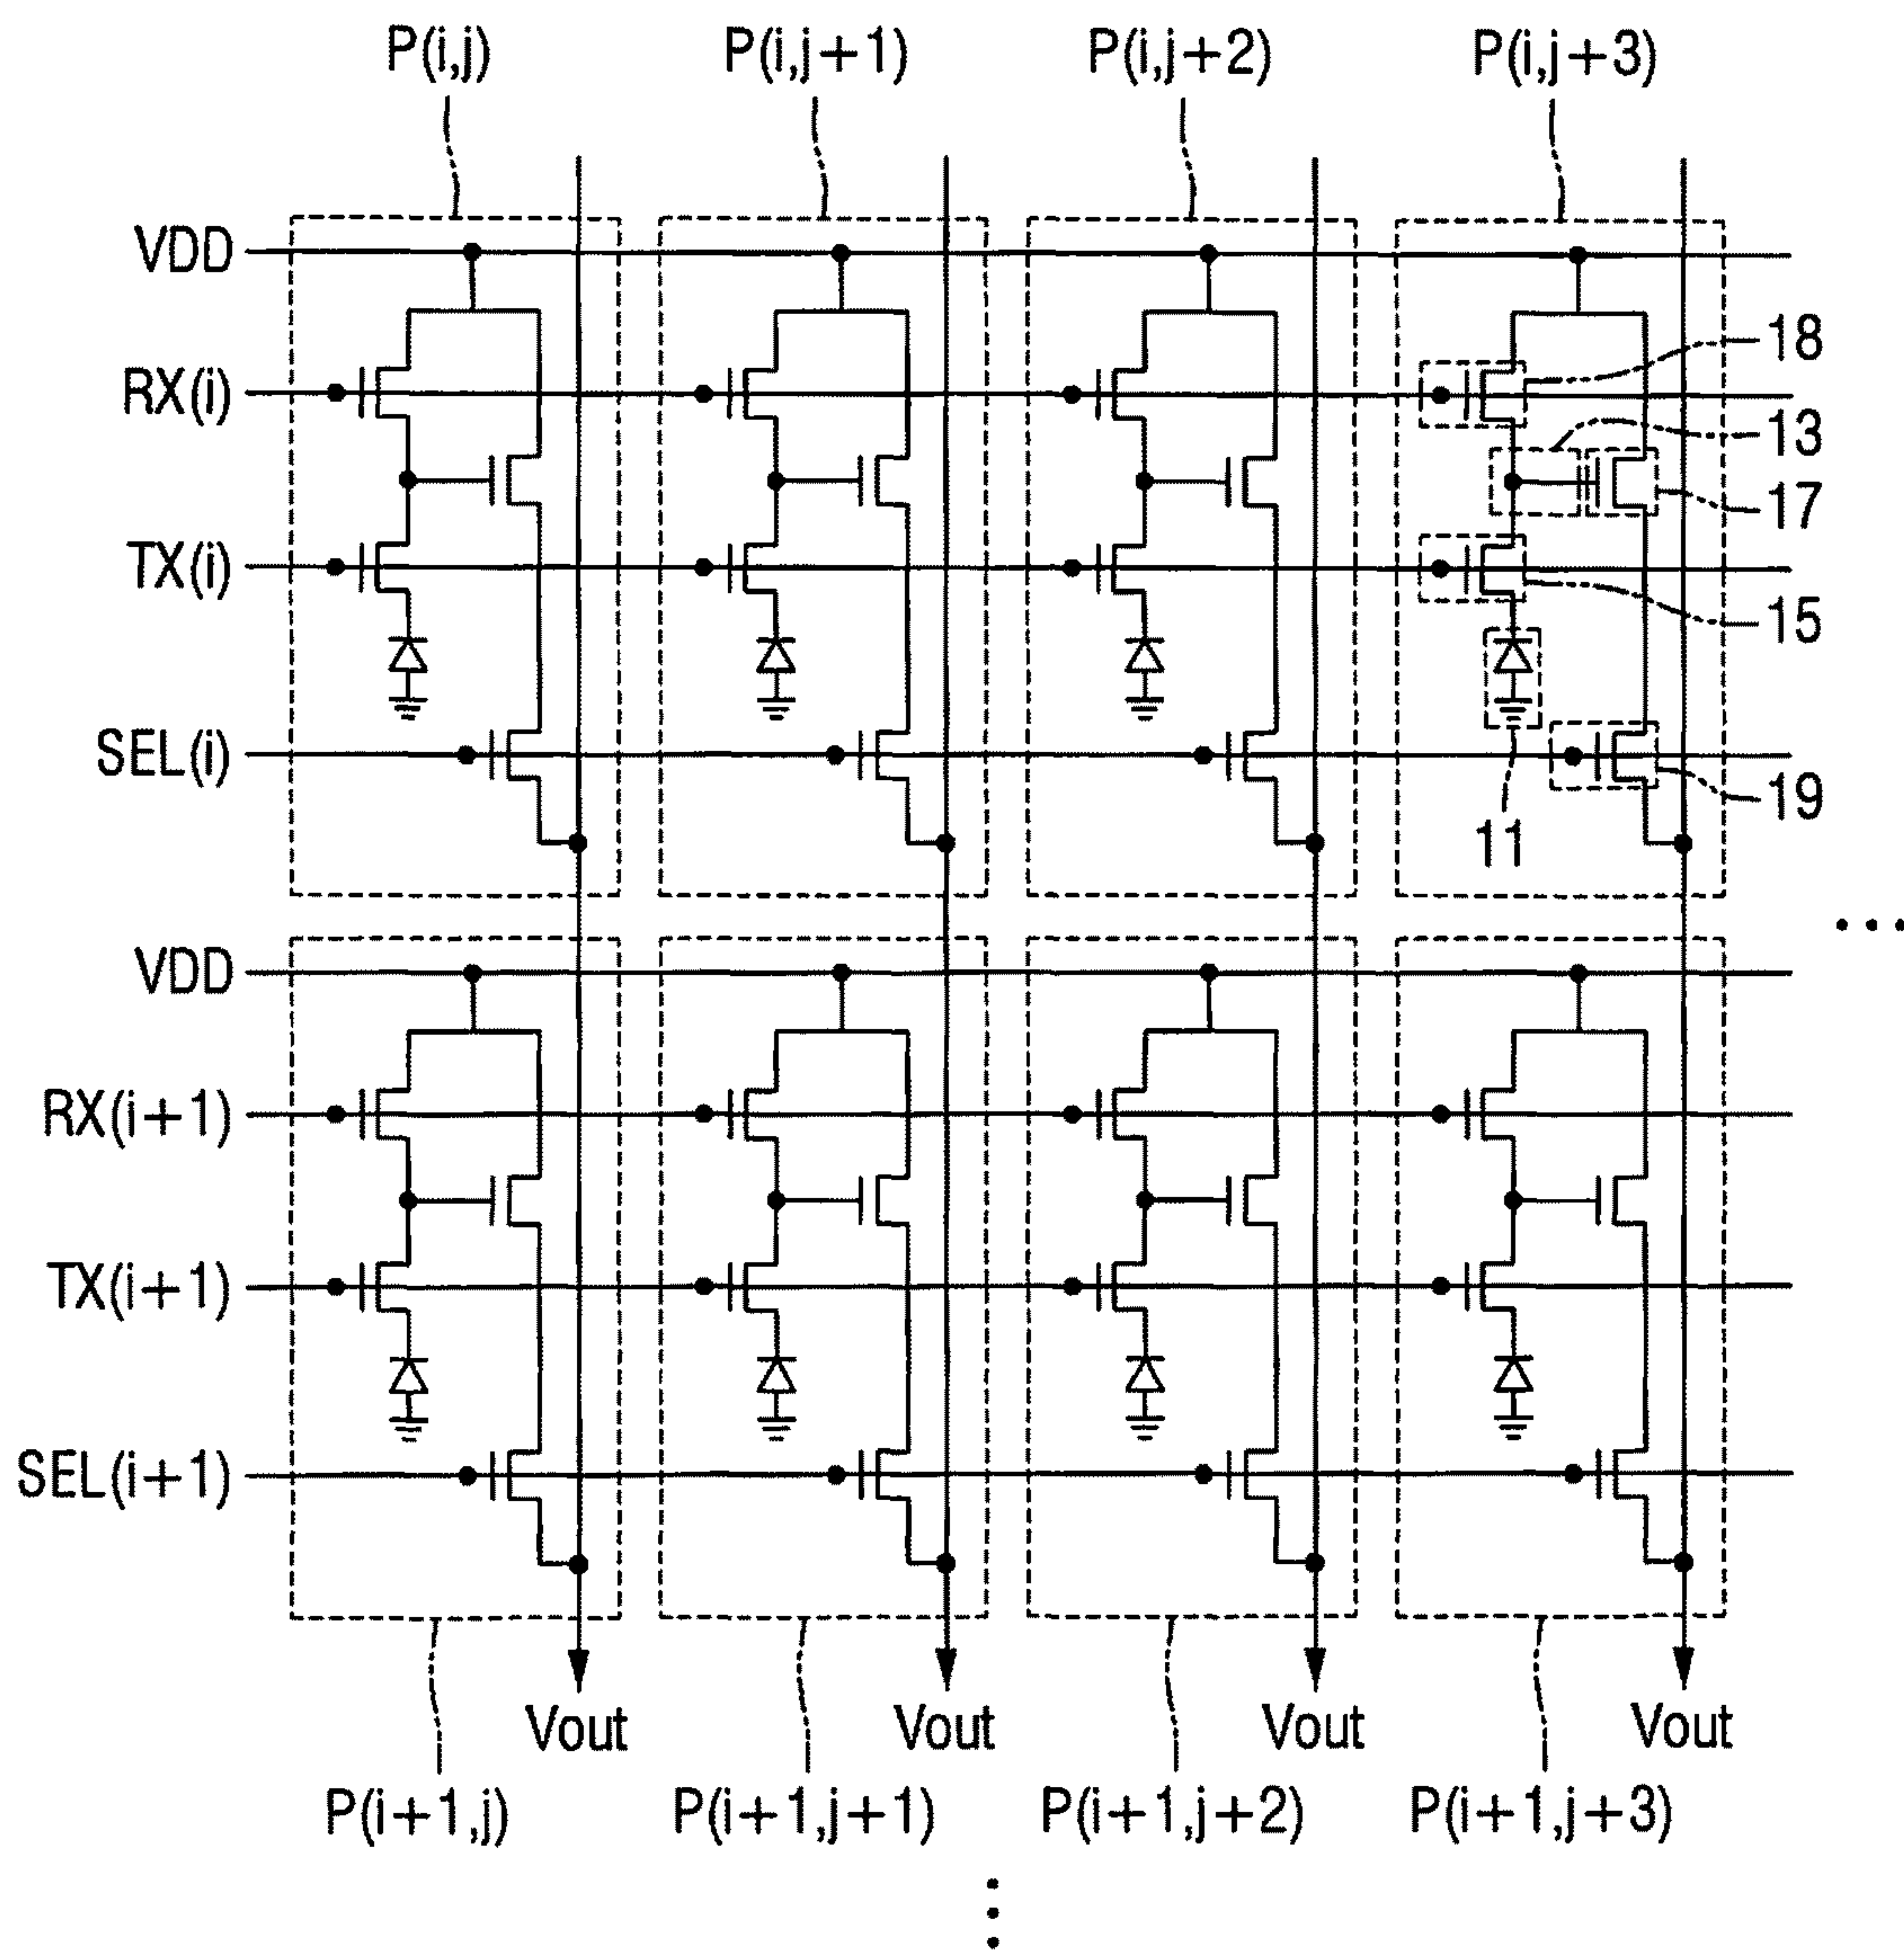 P(i,j) P(i,j+1) P(i,j+2) P(i,j+3)
VDD
18
RX(i)
13
17
TX(i)
15
SEL(i)
19
11
...
VDD
RX(i+1)
TX(i+1)
SEL(i+1)
Vout Vout Vout Vout
P(i+1,j) P(i+1,j+1) P(i+1,j+2) P(i+1,j+3)